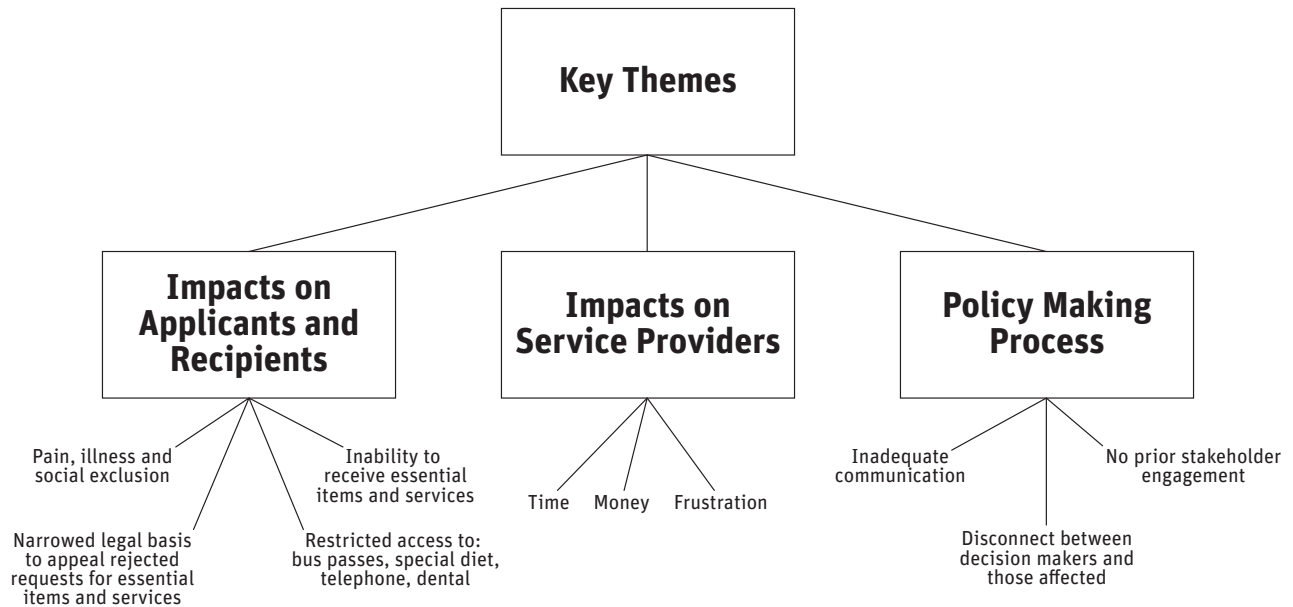 Key Themes
Impacts on
Applicants and
Recipients
Impacts on
Service Providers
Policy Making
Process
Pain, illness and
social exclusion
Inability to
receive essential
items and services
Narrowed legal basis
to appeal rejected
requests for essential
items and services
Restricted access to:
bus passes, special diet,
telephone, dental
Time
Money
Frustration
Inadequate
communication
No prior stakeholder
engagement
Disconnect between
decision makers and
those affected